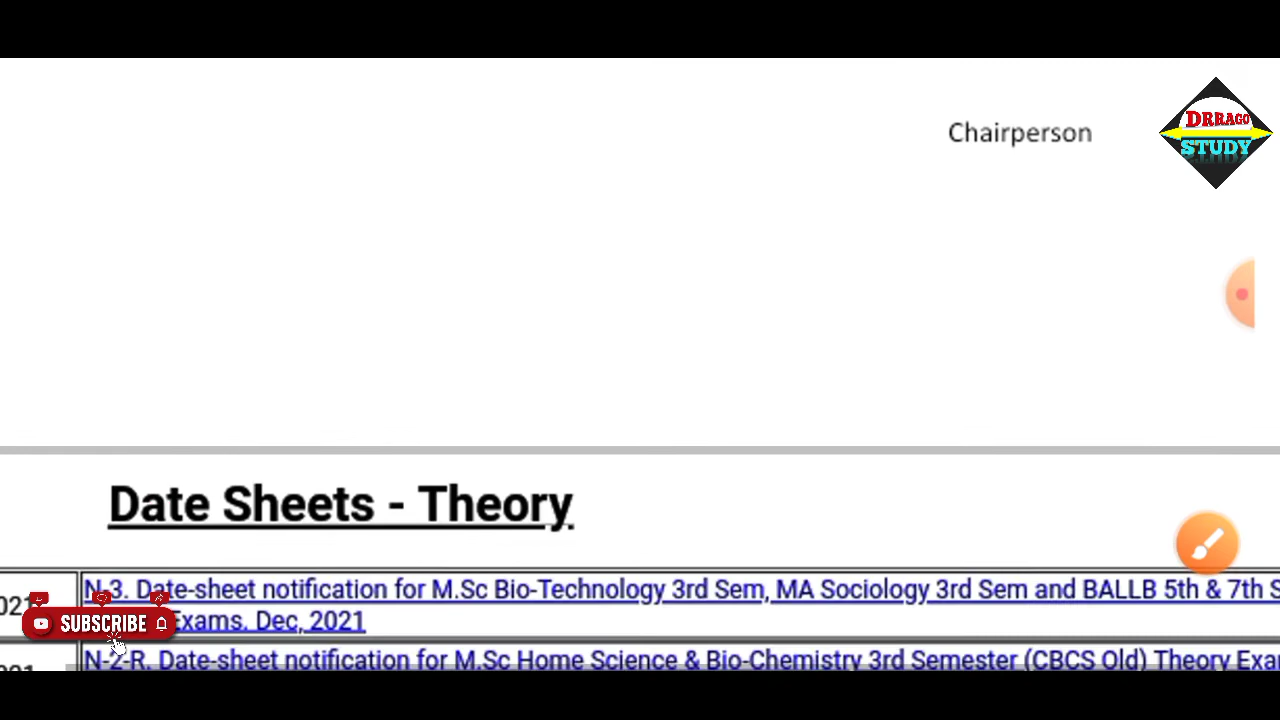 Chairperson
DRRAGO
STUDY
Date Sheets - Theory
N-3. Date-sheet notification for M.Sc Bio-Technology 3rd Sem, MA Sociology 3rd Sem and BALLB 5th & 7th S
Exams. Dec, 2021
SUBSCRIBE
N-2-R. Date-sheet notification for M.Sc Home Science & Bio-Chemistry 3rd Semester (CBCS Old) Theory Exa